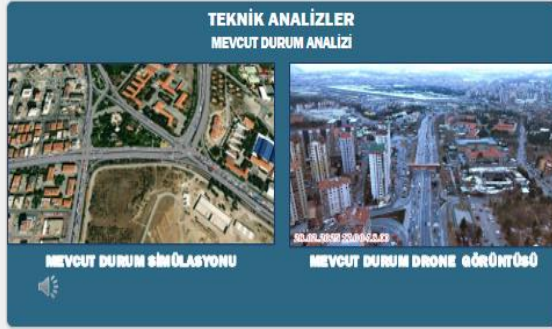 TEKNİK ANALİZLER
MEVCUT DURUM ANALİZİ
MEVCUT DURUM SİMÜLASYONU
MEVCUT DURUM DRONE GÖRÜNTÜSÜ